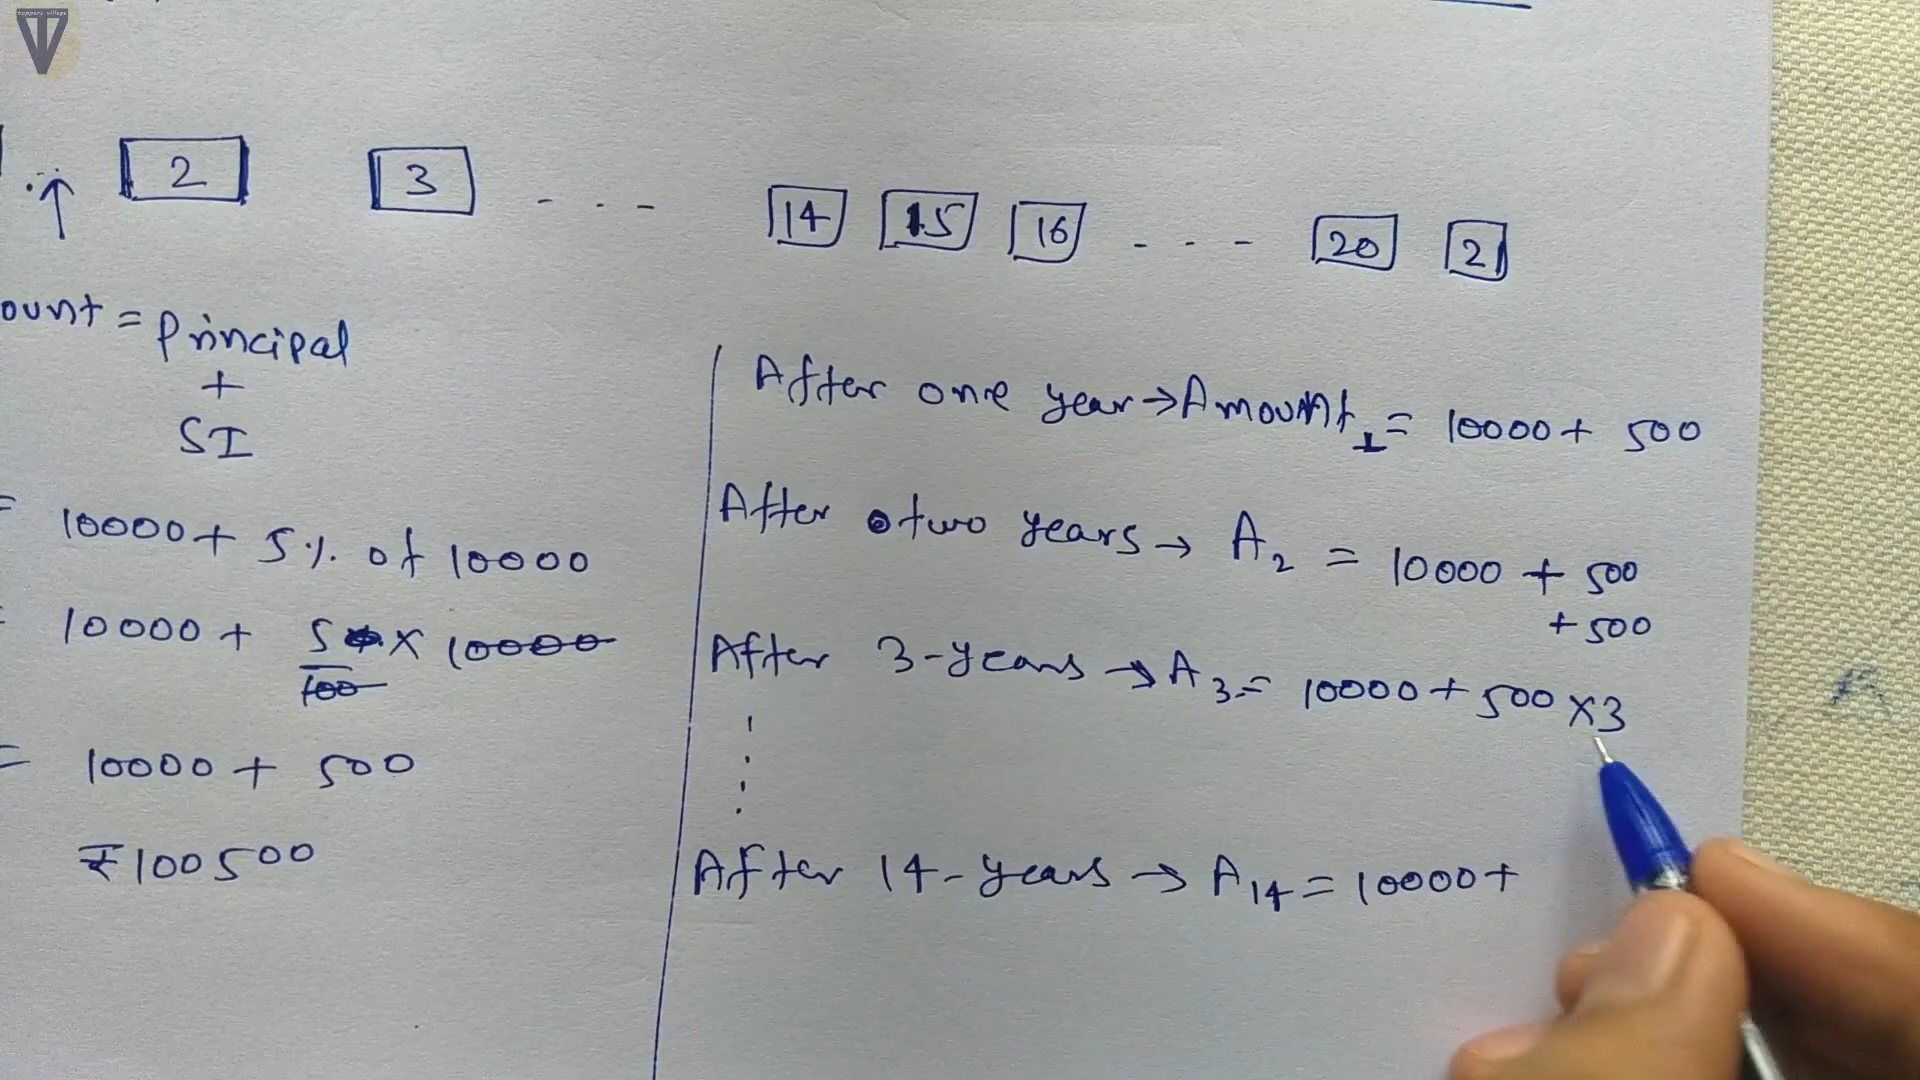 toppers village
2 3 - - - 14 15 16 - - - 20 21
ount = Principal
+
SI
= 10000 + 5% of 10000
= 10000 + 5/100 × 10000
= 10000 + 500
₹100500
After one year → Amount₁ = 10000 + 500
After two years → A₂ = 10000 + 500
+ 500
After 3-years → A₃ = 10000 + 500 × 3
After 14-years → A₁₄ = 10000 +